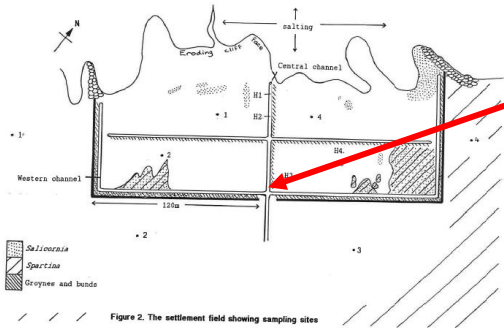 N
salting
Eroding cliff face
Central channel
H1
H2
1
4
1
4
H4.
2
H3
Western channel
120m
2
3
Salicornia
Spartina
Groynes and bunds
Figure 2. The settlement field showing sampling sites